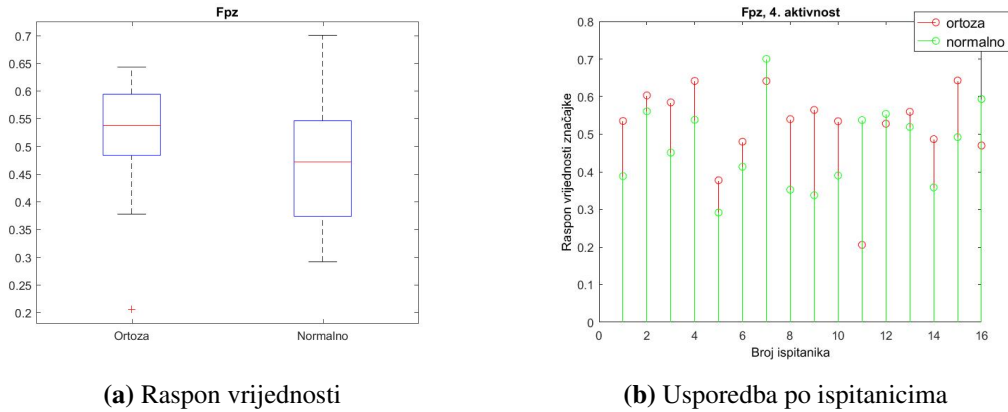 Fpz
0.7
0.65
0.6
0.55
0.5
0.45
0.4
0.35
0.3
0.25
0.2
Ortoza
Normalno
(a) Raspon vrijednosti
Fpz, 4. aktivnost
ortoza
normalno
Raspon vrijednosti značajke
0.8
0.7
0.6
0.5
0.4
0.3
0.2
0.1
0
0 2 4 6 8 10 12 14 16
Broj ispitanika
(b) Usporedba po ispitanicima